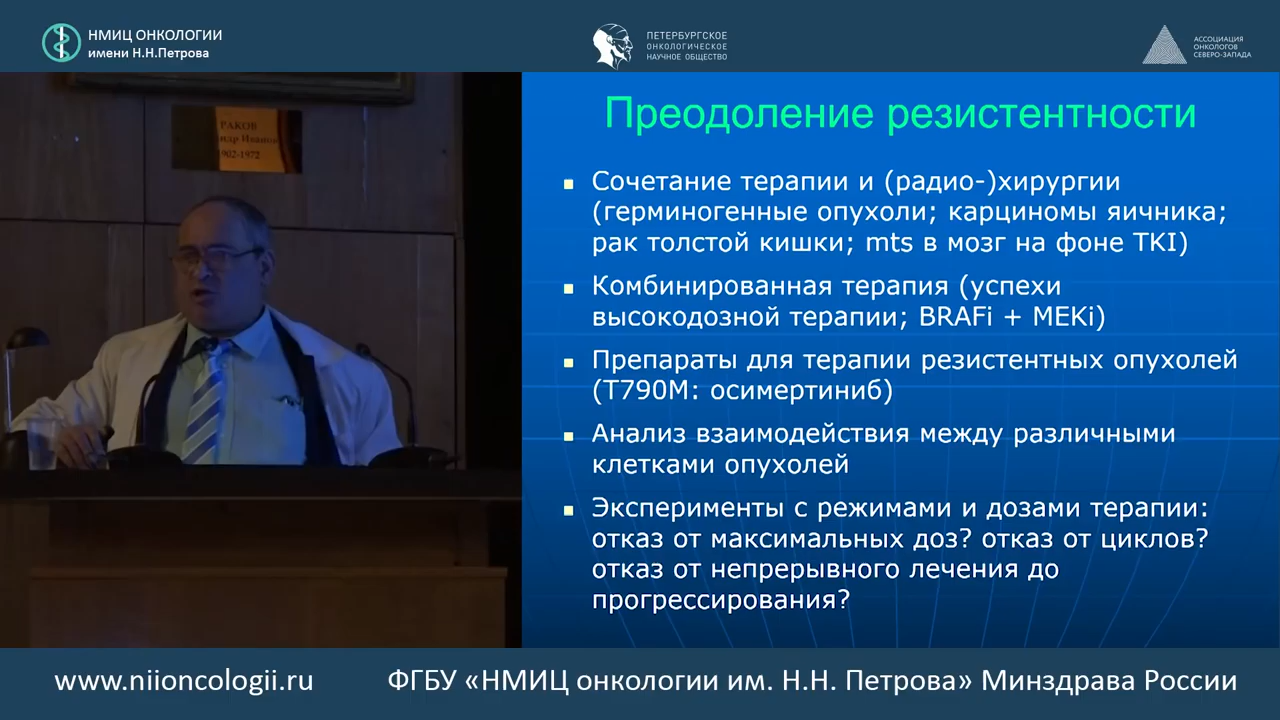 НМИЦ ОНКОЛОГИИ
имени Н.Н.Петрова
ПЕТЕРБУРГСКОЕ
ОНКОЛОГИЧЕСКОЕ
НАУЧНОЕ ОБЩЕСТВО
АССОЦИАЦИЯ
ОНКОЛОГОВ
СЕВЕРО-ЗАПАДА
РАКОВ
1902-1972
Преодоление резистентности
▪ Сочетание терапии и (радио-)хирургии
(герминогенные опухоли; карциномы яичника;
рак толстой кишки; mts в мозг на фоне TKI)
▪ Комбинированная терапия (успехи
высокодозной терапии; BRAFi + MEKi)
▪ Препараты для терапии резистентных опухолей
(T790M: осимертиниб)
▪ Анализ взаимодействия между различными
клетками опухолей
▪ Эксперименты с режимами и дозами терапии:
отказ от максимальных доз? отказ от циклов?
отказ от непрерывного лечения до
прогрессирования?
www.niioncologii.ru
ФГБУ «НМИЦ онкологии им. Н.Н. Петрова» Минздрава России